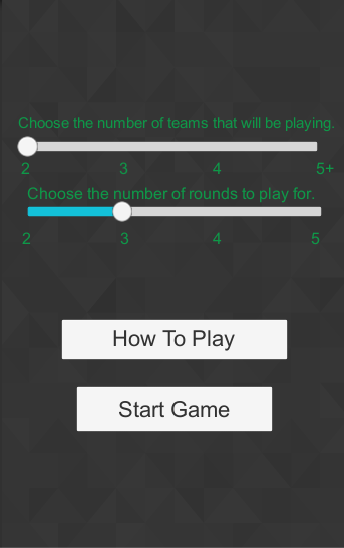 Choose the number of teams that will be playing.
2 3 4 5+
Choose the number of rounds to play for.
2 3 4 5
How To Play
Start Game